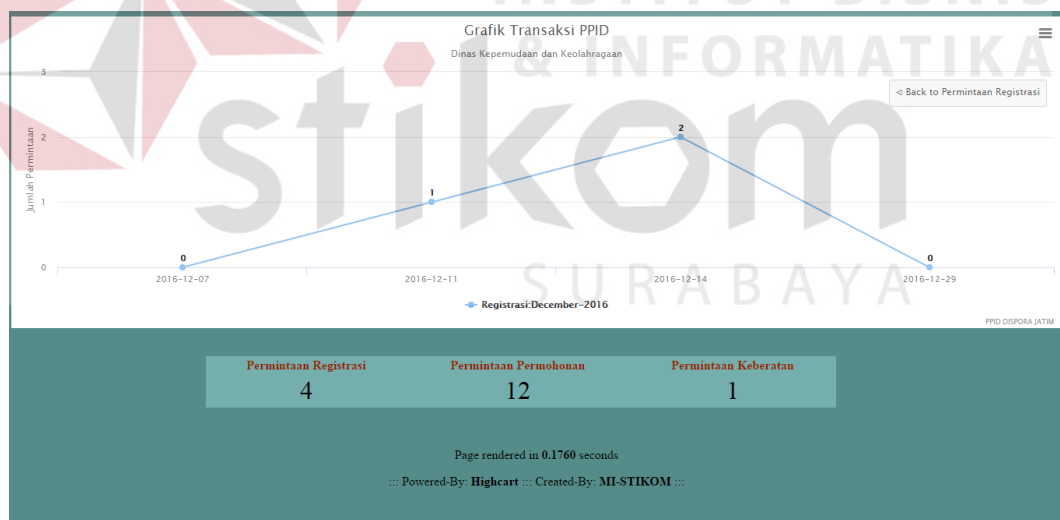 INSTITUT BISNIS
& INFORMATIKA
stikom
SURABAYA
Grafik Transaksi PPID
Dinas Kepemudaan dan Keolahragaan
< Back to Permintaan Registrasi
Jumlah Permintaan
3
2
1
0
0
1
2
0
2016-12-07 2016-12-11 2016-12-14 2016-12-29
Registrasi:December-2016
PPID DISPORA JATIM
Permintaan Registrasi Permintaan Permohonan Permintaan Keberatan
4 12 1
Page rendered in 0.1760 seconds
::: Powered-By: Highcart ::: Created-By: MI-STIKOM :::